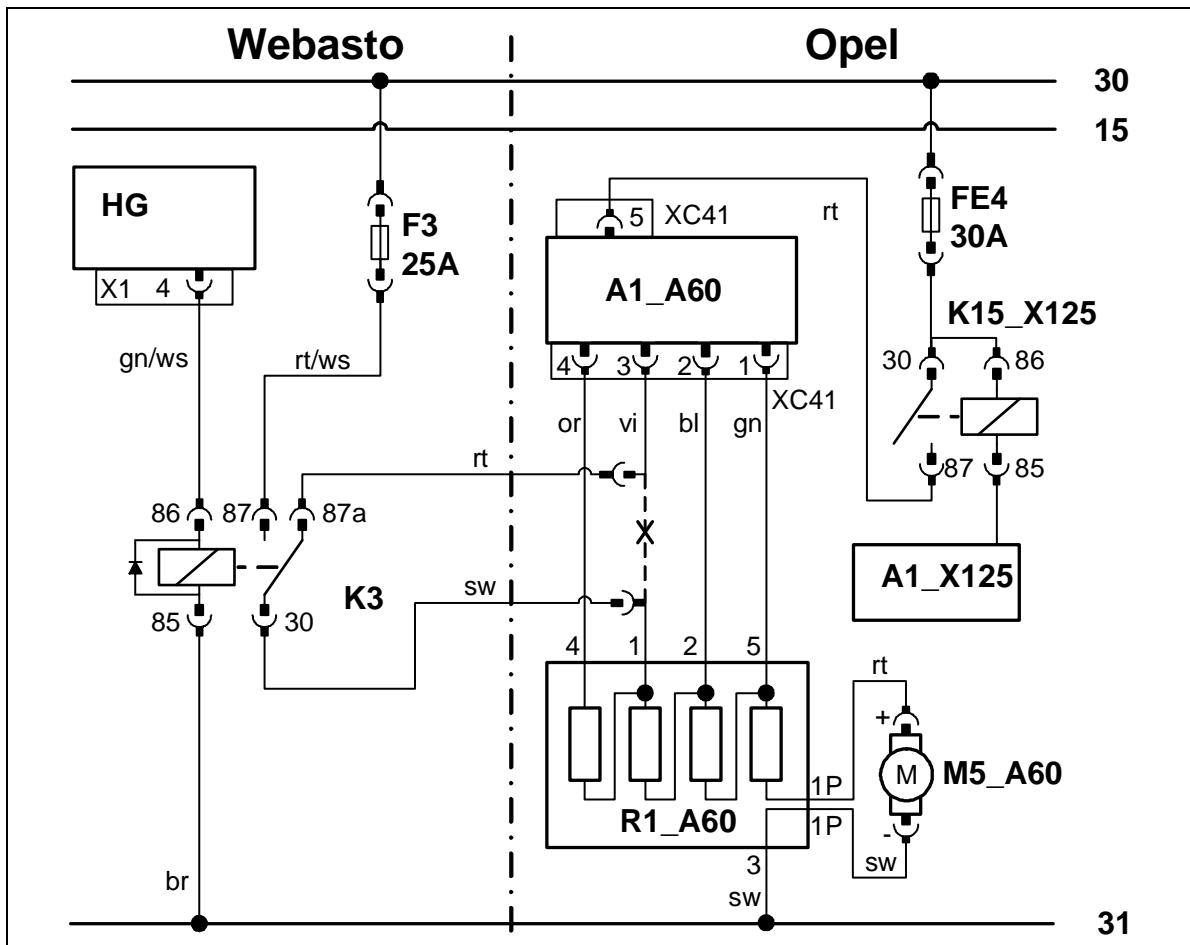 Webasto
Opel
30
15
HG
X1 4
gn/ws
F3
25A
rt/ws
5 XC41
rt
A1_A60
4 3 2 1
XC41
or vi bl gn
FE4
30A
K15_X125
30 86
87 85
A1_X125
rt
86 87 87a
K3
85 30
sw
4 1 2 5
R1_A60
1P
1P
3
sw
rt
+
M
-
M5_A60
sw
br
31